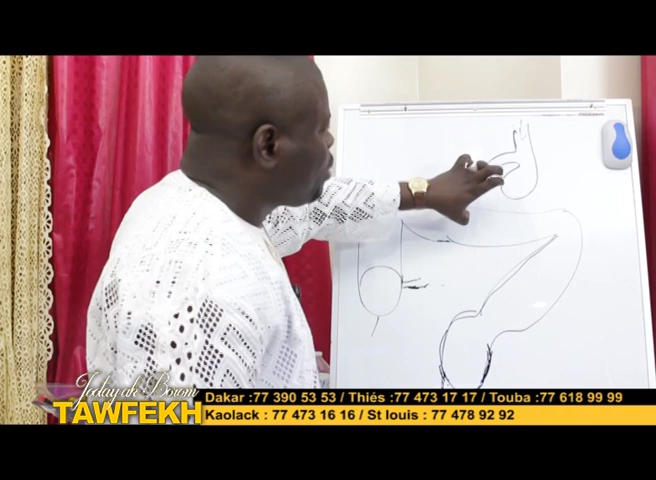 Jeday ak Borom
TAWFEKH
Dakar :77 390 53 53 / Thiés :77 473 17 17 / Touba :77 618 99 99
Kaolack : 77 473 16 16 / St louis : 77 478 92 92